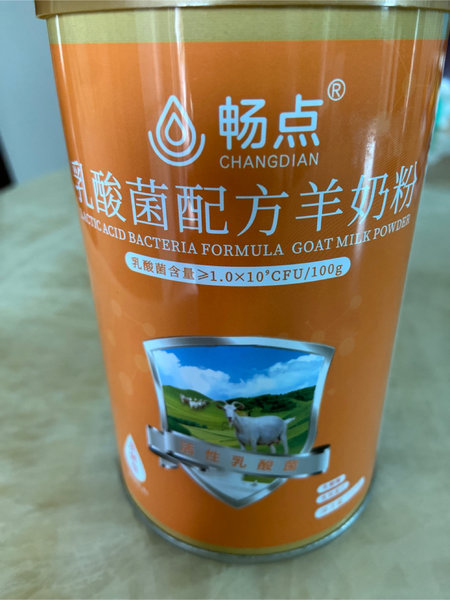 畅点®
CHANGDIAN
乳酸菌配方羊奶粉
LACTIC ACID BACTERIA FORMULA GOAT MILK POWDER
乳酸菌含量≥1.0×10⁹CFU/100g
活性乳酸菌